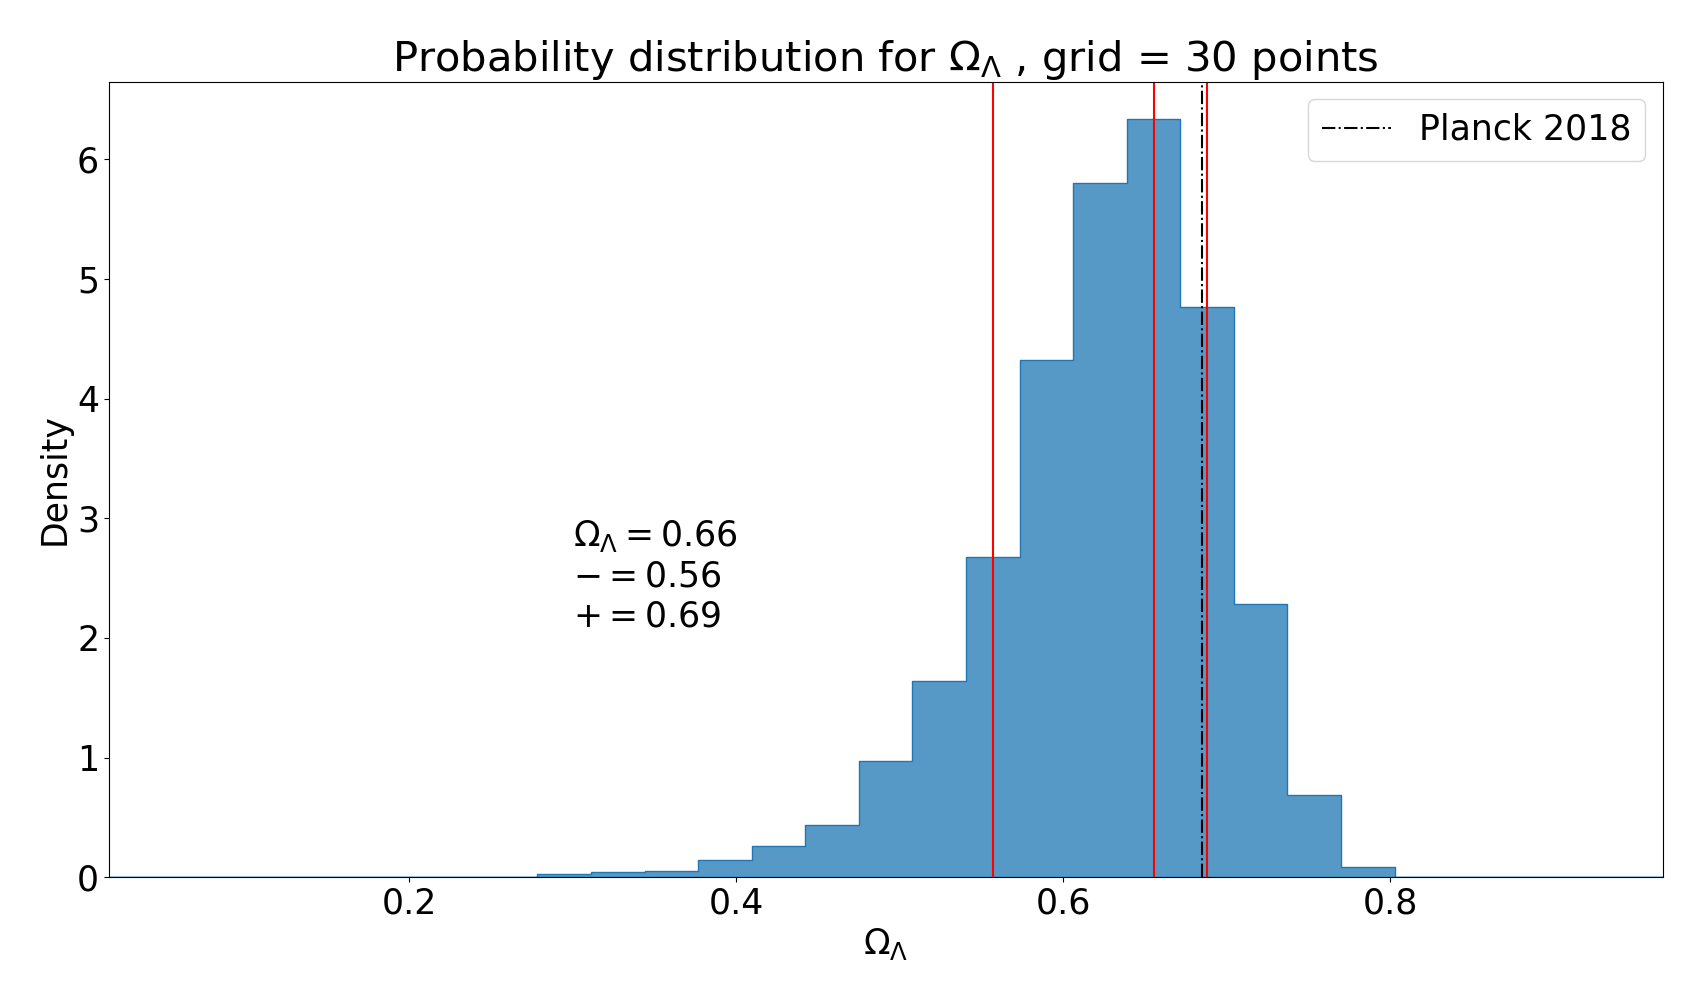 Probability distribution for Ω_Λ , grid = 30 points
Planck 2018
6
5
4
3
2
1
0
Density
Ω_Λ = 0.66
− = 0.56
+ = 0.69
0.2 0.4 0.6 0.8
Ω_Λ